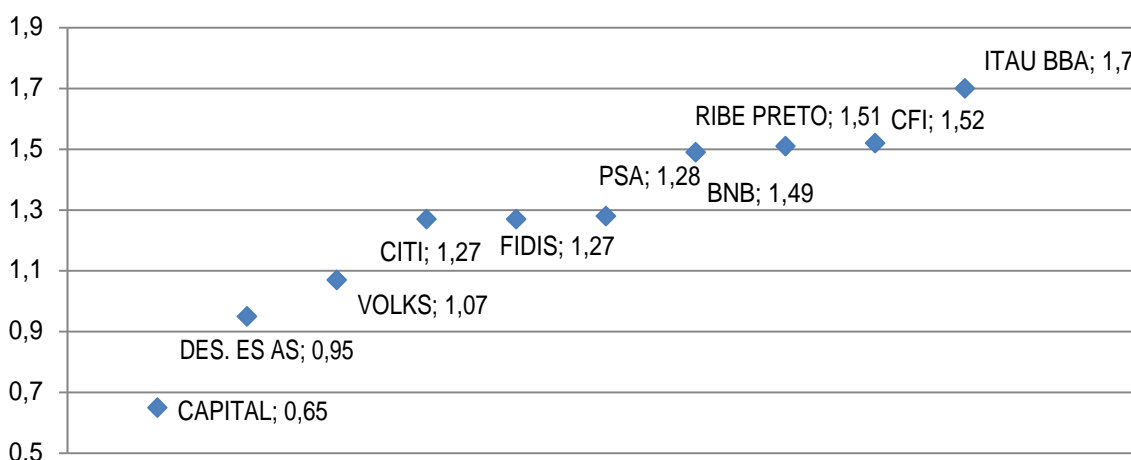 1,9
ITAU BBA; 1,7
1,7
RIBE PRETO; 1,51
CFI; 1,52
1,5
PSA; 1,28
BNB; 1,49
1,3
CITI; 1,27
FIDIS; 1,27
1,1
VOLKS; 1,07
0,9
DES. ES AS; 0,95
0,7
CAPITAL; 0,65
0,5